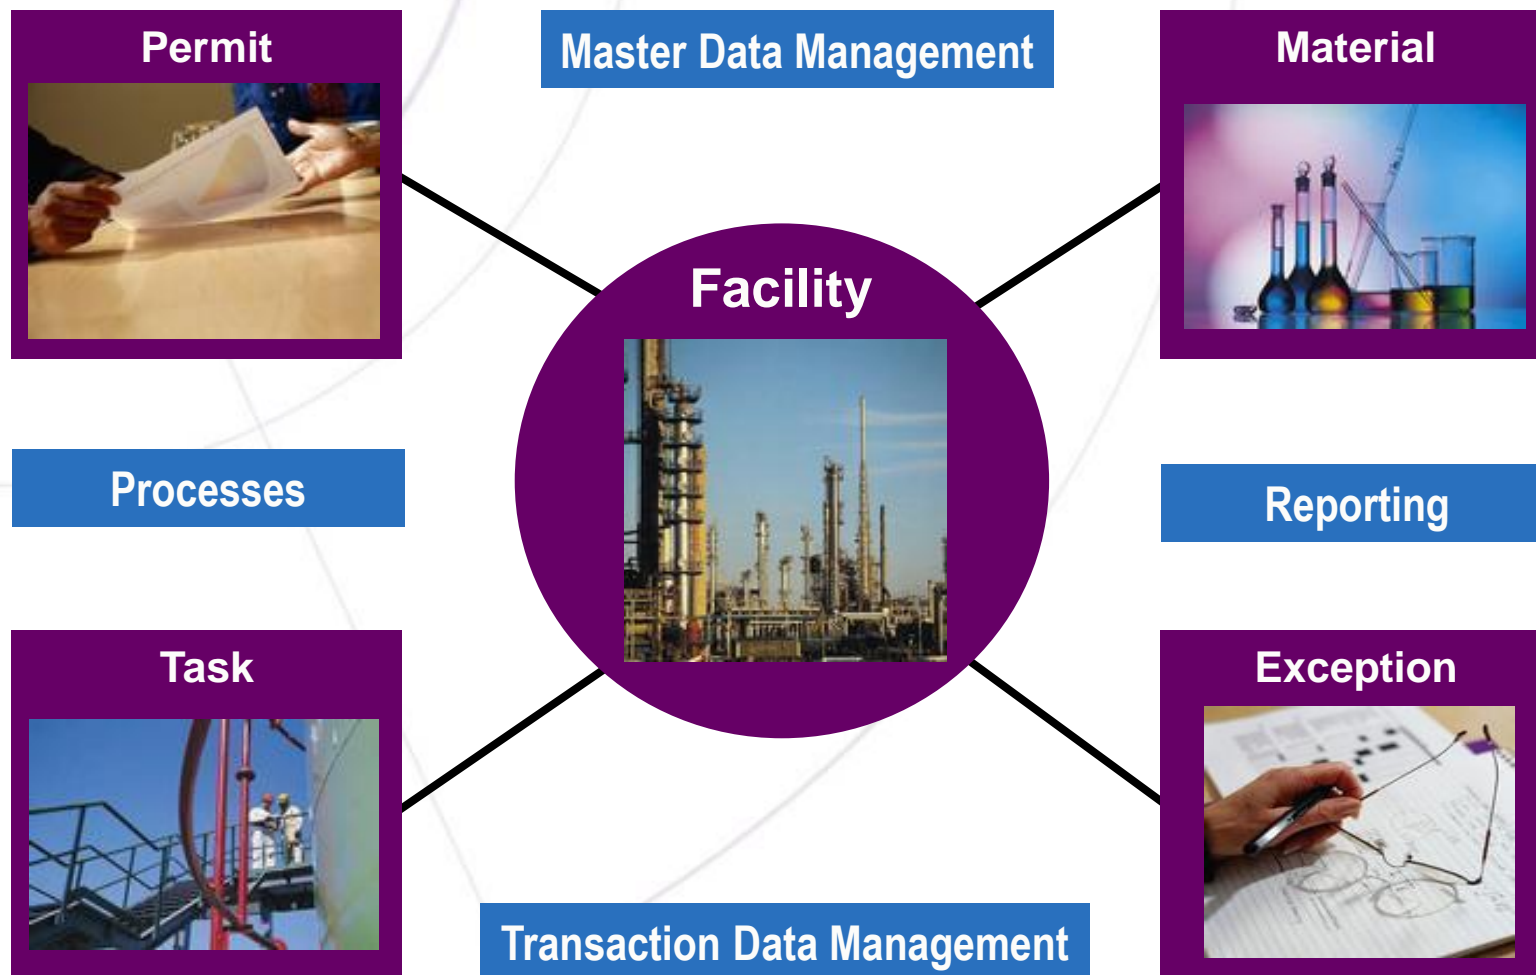 Permit
Master Data Management
Material
Facility
Processes
Reporting
Task
Exception
Transaction Data Management